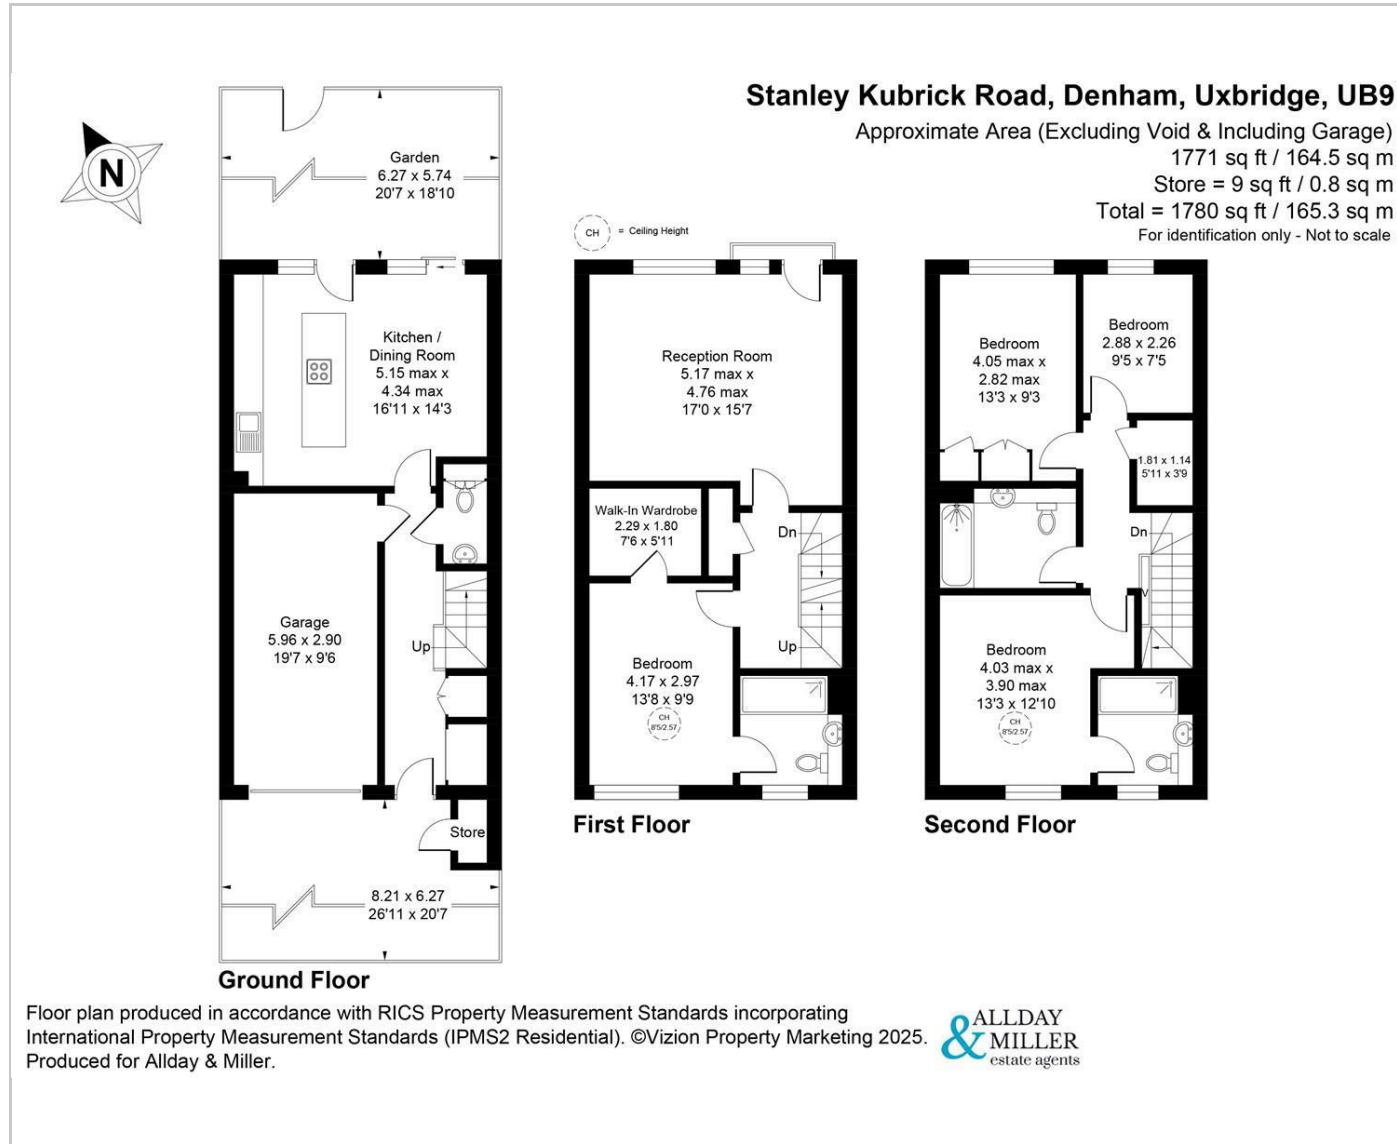 Stanley Kubrick Road, Denham, Uxbridge, UB9
Approximate Area (Excluding Void & Including Garage)
1771 sq ft / 164.5 sq m
Store = 9 sq ft / 0.8 sq m
Total = 1780 sq ft / 165.3 sq m
For identification only - Not to scale
N
Garden
6.27 x 5.74
20'7 x 18'10
Kitchen /
Dining Room
5.15 max x
4.34 max
16'11 x 14'3
Garage
5.96 x 2.90
19'7 x 9'6
Up
Store
8.21 x 6.27
26'11 x 20'7
Ground Floor
CH = Ceiling Height
Reception Room
5.17 max x
4.76 max
17'0 x 15'7
Walk-In Wardrobe
2.29 x 1.80
7'6 x 5'11
Dn
Up
Bedroom
4.17 x 2.97
13'8 x 9'9
CH
8'5/2.57
First Floor
Bedroom
4.05 max x
2.82 max
13'3 x 9'3
Bedroom
2.88 x 2.26
9'5 x 7'5
1.81 x 1.14
5'11 x 3'9
Dn
Bedroom
4.03 max x
3.90 max
13'3 x 12'10
CH
8'5/2.57
Second Floor
Floor plan produced in accordance with RICS Property Measurement Standards incorporating
International Property Measurement Standards (IPMS2 Residential). ©Vizion Property Marketing 2025.
Produced for Allday & Miller.
ALLDAY
& MILLER
estate agents